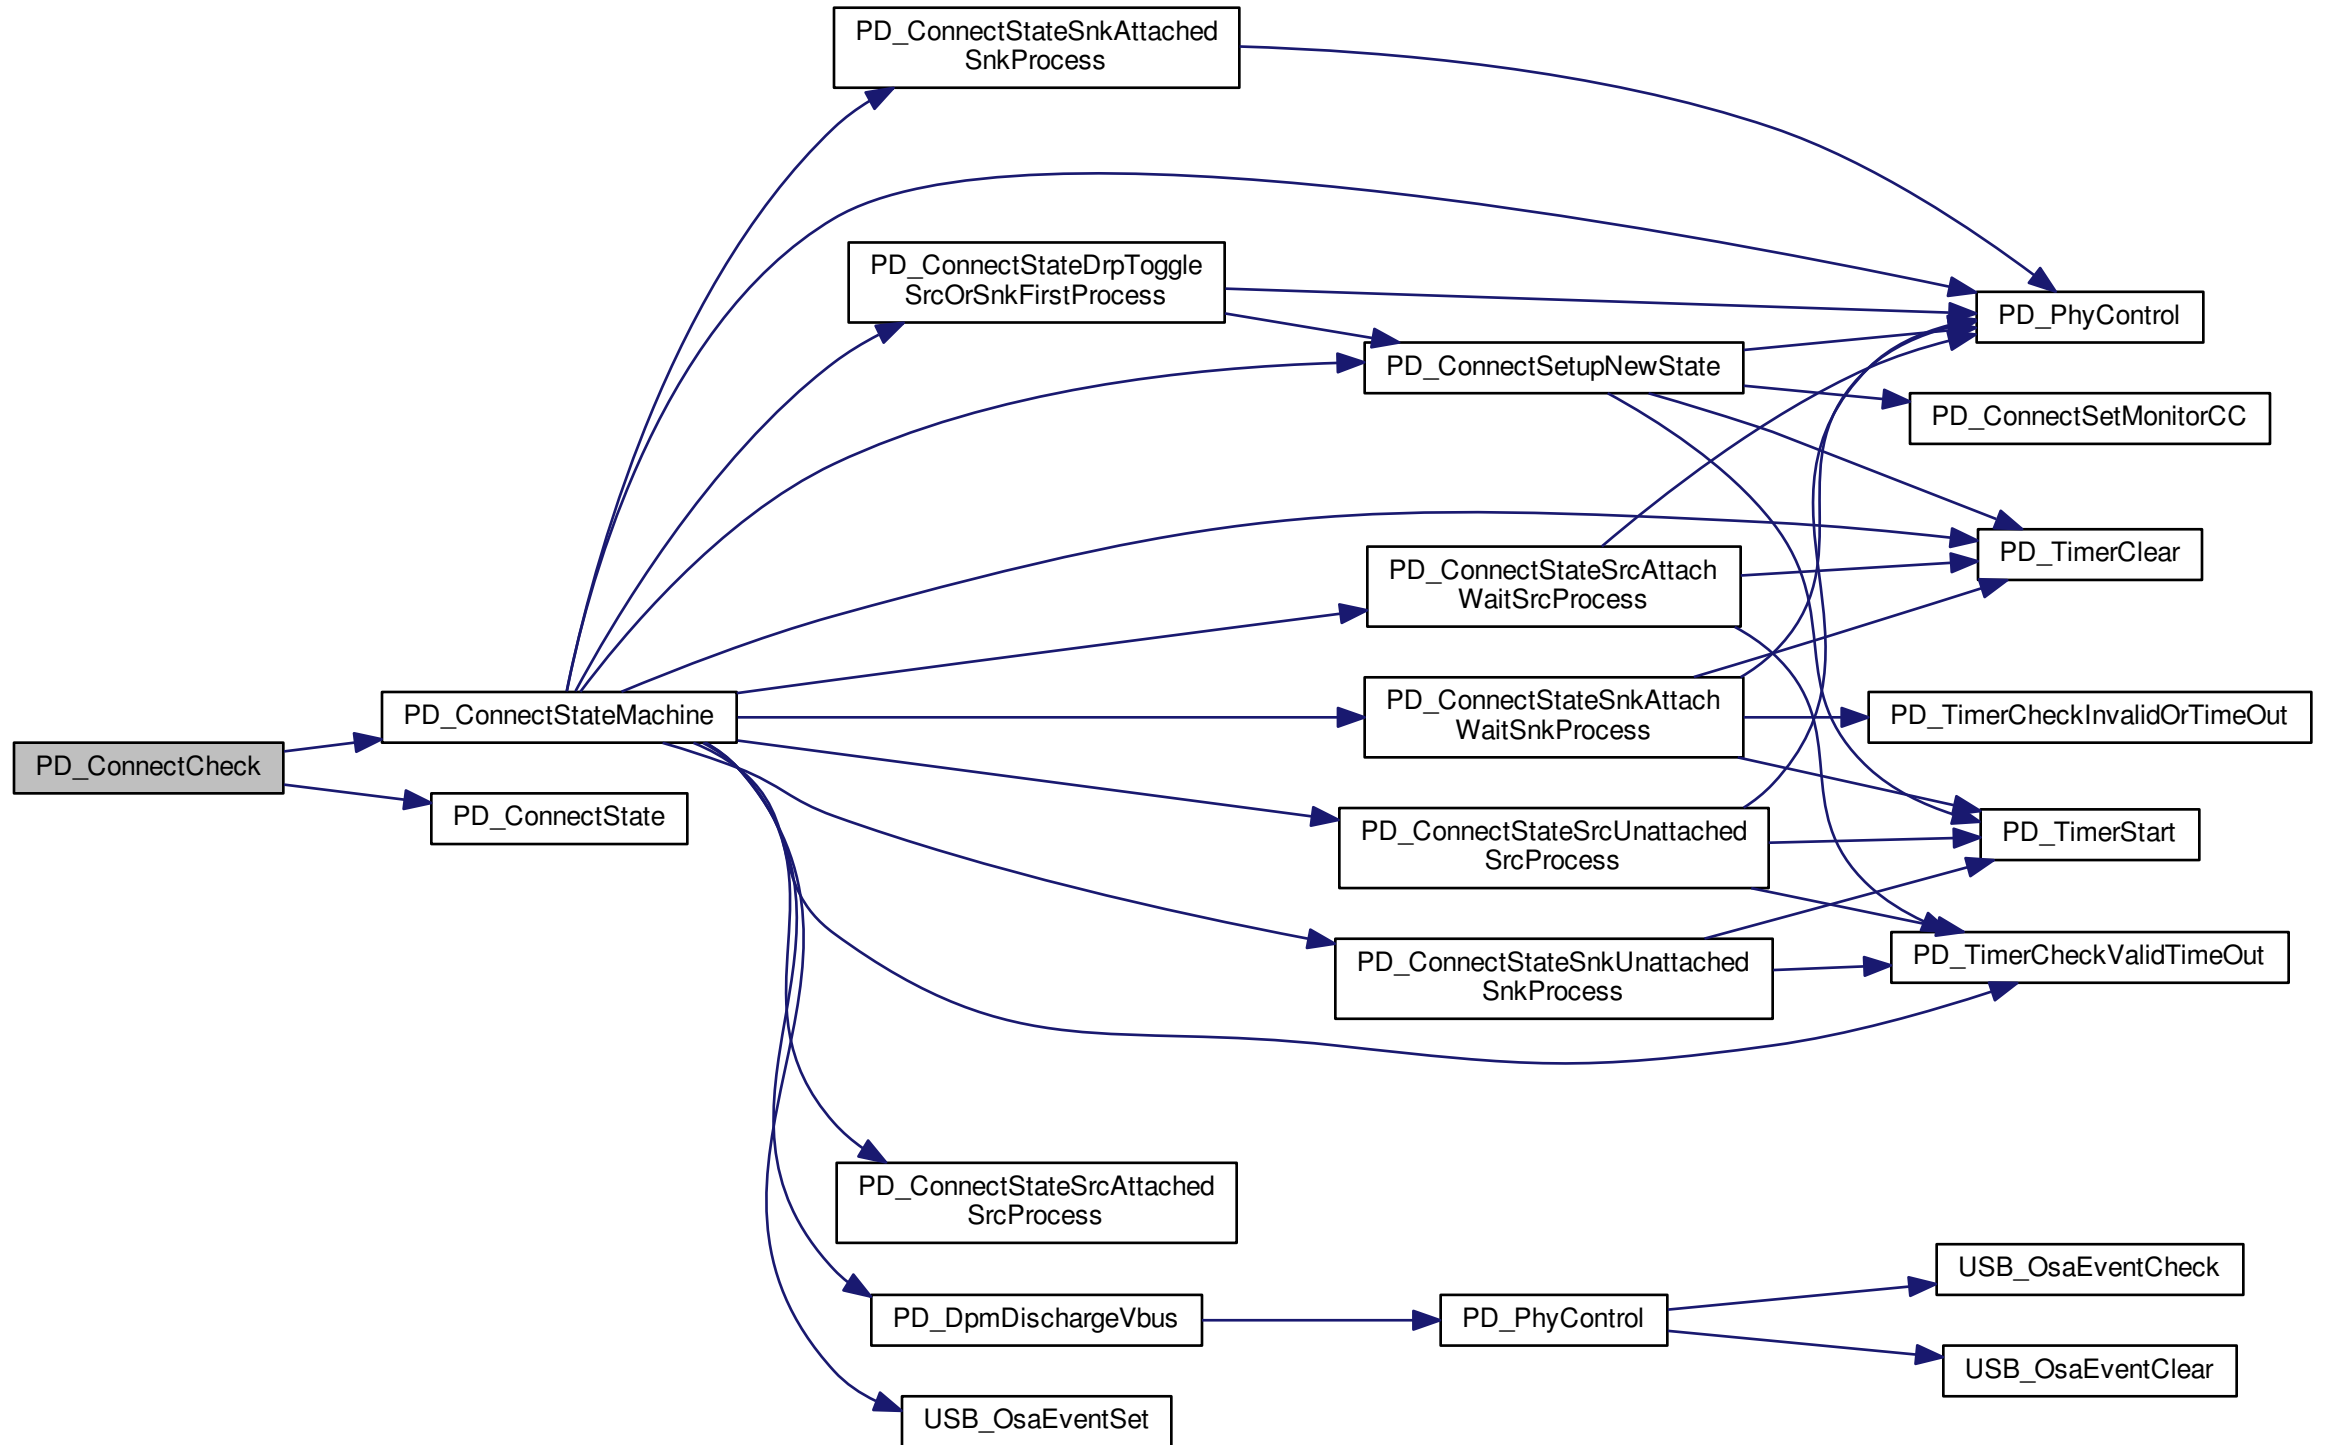 PD_ConnectStateSnkAttached
SnkProcess
PD_ConnectStateDrpToggle
SrcOrSnkFirstProcess
PD_PhyControl
PD_ConnectSetupNewState
PD_ConnectSetMonitorCC
PD_TimerClear
PD_ConnectStateSrcAttach
WaitSrcProcess
PD_ConnectStateMachine
PD_ConnectStateSnkAttach
WaitSnkProcess
PD_TimerCheckInvalidOrTimeOut
PD_ConnectCheck
PD_ConnectState
PD_ConnectStateSrcUnattached
SrcProcess
PD_TimerStart
PD_ConnectStateSnkUnattached
SnkProcess
PD_TimerCheckValidTimeOut
PD_ConnectStateSrcAttached
SrcProcess
PD_DpmDischargeVbus
PD_PhyControl
USB_OsaEventCheck
USB_OsaEventClear
USB_OsaEventSet